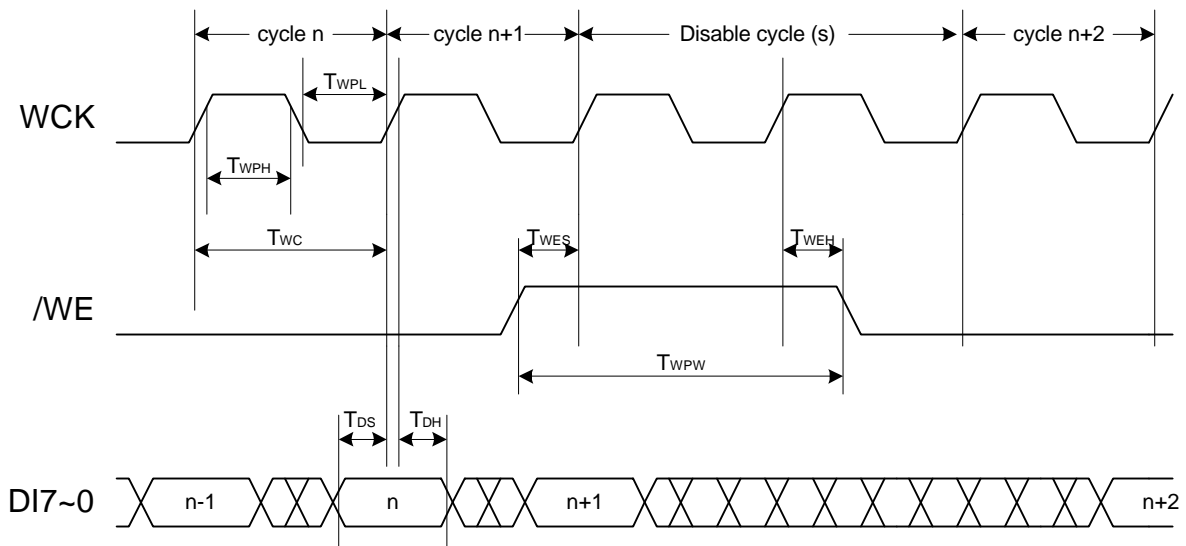 cycle n
cycle n+1
Disable cycle (s)
cycle n+2
TWPL
WCK
TWPH
TWC
TWES
TWEH
/WE
TWPW
TDS
TDH
DI7~0
n-1
n
n+1
n+2